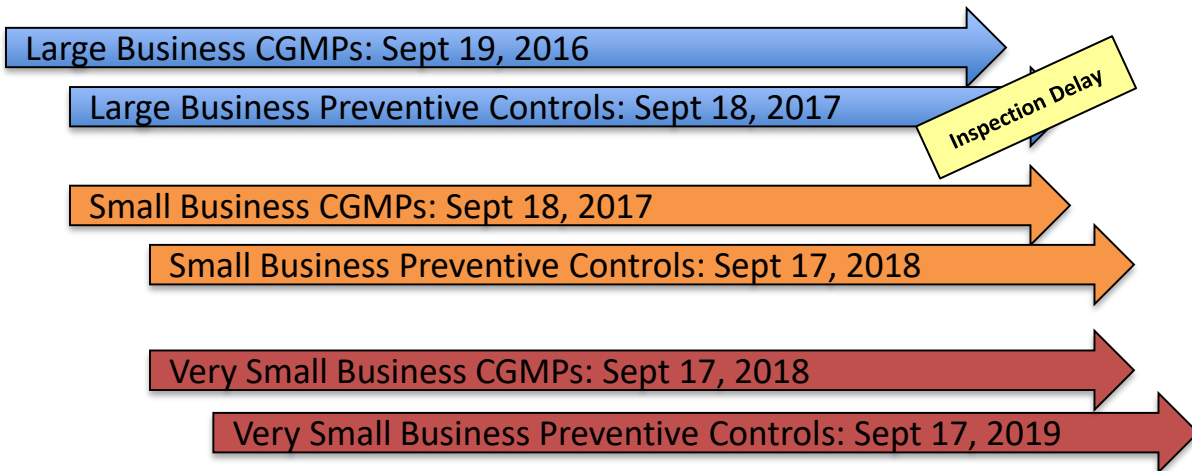 Large Business CGMPs: Sept 19, 2016
Large Business Preventive Controls: Sept 18, 2017
Inspection Delay
Small Business CGMPs: Sept 18, 2017
Small Business Preventive Controls: Sept 17, 2018
Very Small Business CGMPs: Sept 17, 2018
Very Small Business Preventive Controls: Sept 17, 2019